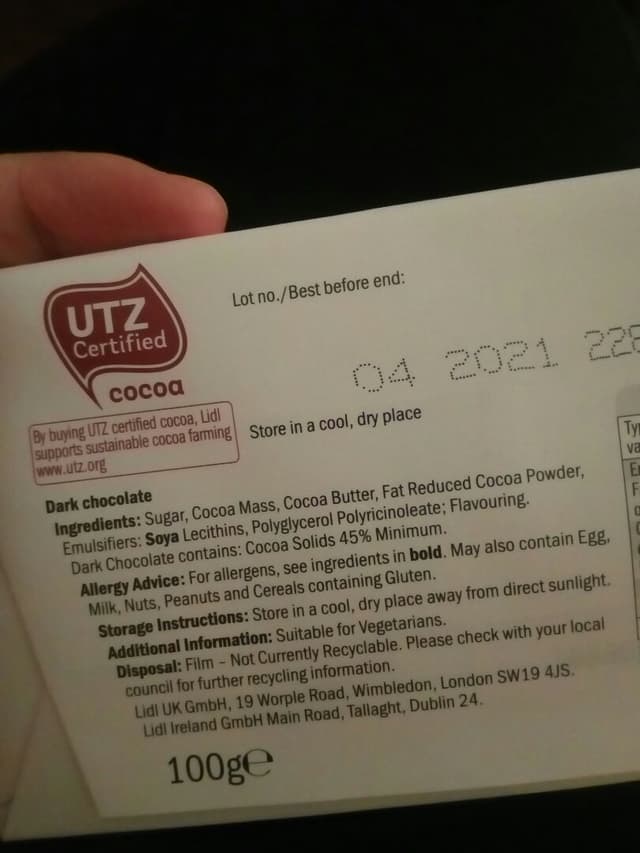 UTZ
Certified
cocoa
By buying UTZ certified cocoa, Lidl
supports sustainable cocoa farming
www.utz.org
Lot no./Best before end:
04 2021 228
Store in a cool, dry place
Dark chocolate
Ingredients: Sugar, Cocoa Mass, Cocoa Butter, Fat Reduced Cocoa Powder,
Emulsifiers: Soya Lecithins, Polyglycerol Polyricinoleate; Flavouring.
Dark Chocolate contains: Cocoa Solids 45% Minimum.
Allergy Advice: For allergens, see ingredients in bold. May also contain Egg,
Milk, Nuts, Peanuts and Cereals containing Gluten.
Storage Instructions: Store in a cool, dry place away from direct sunlight.
Additional Information: Suitable for Vegetarians.
Disposal: Film – Not Currently Recyclable. Please check with your local
council for further recycling information.
Lidl UK GmbH, 19 Worple Road, Wimbledon, London SW19 4JS.
Lidl Ireland GmbH Main Road, Tallaght, Dublin 24.
100g℮